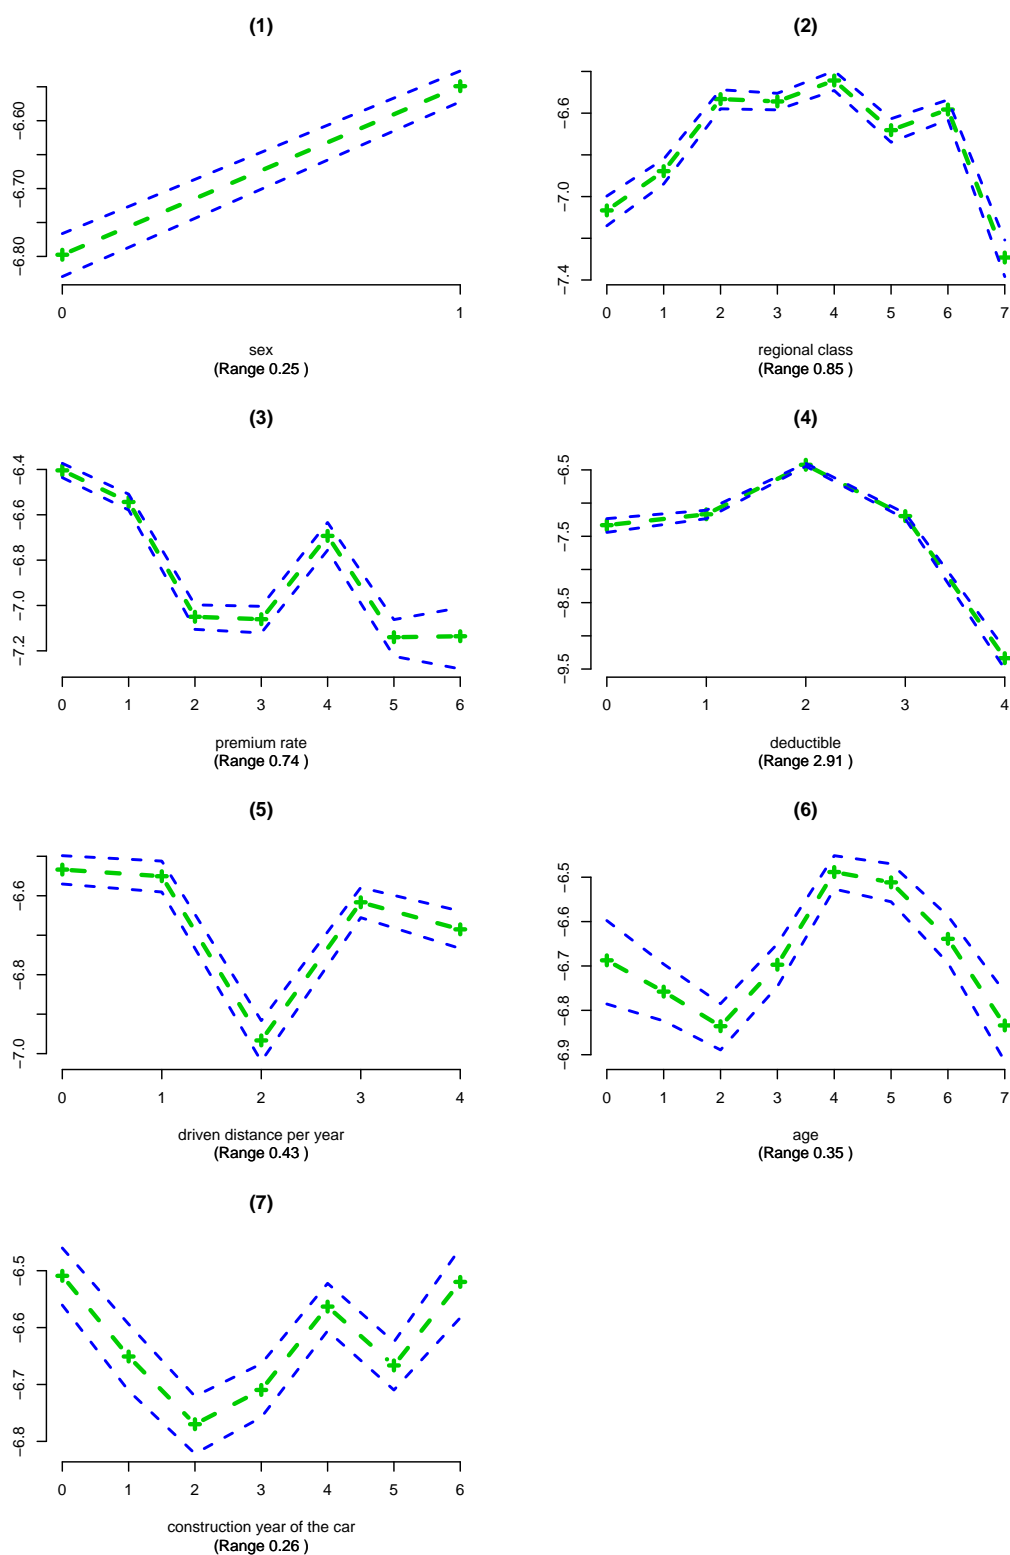 (1)
−6.80 −6.70 −6.60
0 1
sex
(Range 0.25 )
(2)
−7.4 −7.0 −6.6
0 1 2 3 4 5 6 7
regional class
(Range 0.85 )
(3)
−7.2 −7.0 −6.8 −6.6 −6.4
0 1 2 3 4 5 6
premium rate
(Range 0.74 )
(4)
−9.5 −8.5 −7.5 −6.5
0 1 2 3 4
deductible
(Range 2.91 )
(5)
−7.0 −6.8 −6.6
0 1 2 3 4
driven distance per year
(Range 0.43 )
(6)
−6.9 −6.8 −6.7 −6.6 −6.5
0 1 2 3 4 5 6 7
age
(Range 0.35 )
(7)
−6.8 −6.7 −6.6 −6.5
0 1 2 3 4 5 6
construction year of the car
(Range 0.26 )